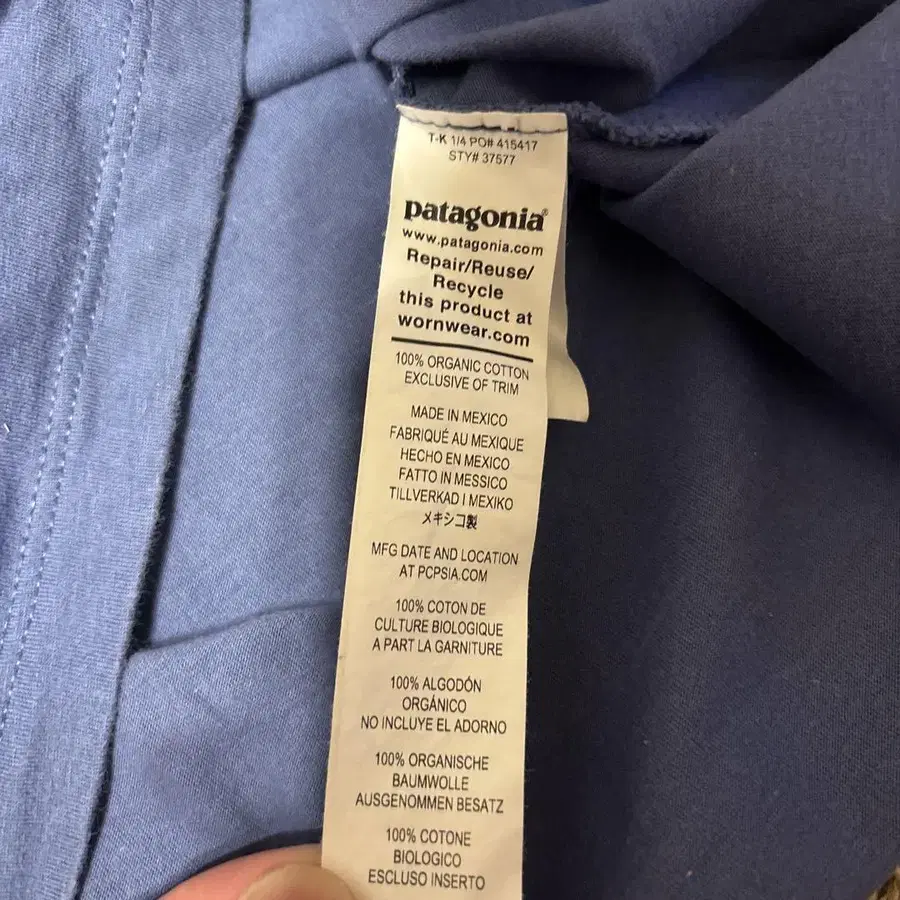 T-K 1/4 PO# 415417
STY# 37577
patagonia®
www.patagonia.com
Repair/Reuse/
Recycle
this product at
wornwear.com
100% ORGANIC COTTON
EXCLUSIVE OF TRIM
MADE IN MEXICO
FABRIQUÉ AU MEXIQUE
HECHO EN MEXICO
FATTO IN MESSICO
TILLVERKAD I MEXIKO
メキシコ製
MFG DATE AND LOCATION
AT PCPSIA.COM
100% COTON DE
CULTURE BIOLOGIQUE
A PART LA GARNITURE
100% ALGODÓN
ORGÁNICO
NO INCLUYE EL ADORNO
100% ORGANISCHE
BAUMWOLLE
AUSGENOMMEN BESATZ
100% COTONE
BIOLOGICO
ESCLUSO INSERTO